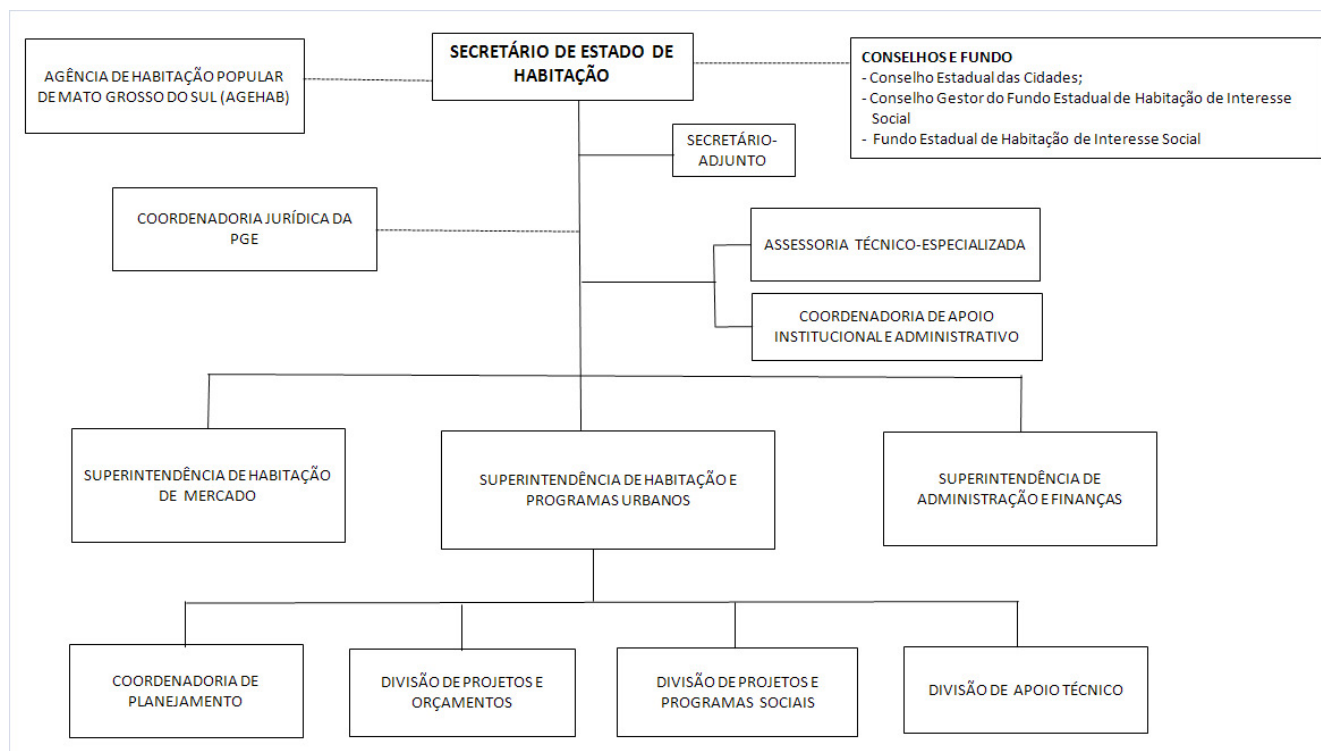 SECRETÁRIO DE ESTADO DE
HABITAÇÃO
AGÊNCIA DE HABITAÇÃO POPULAR
DE MATO GROSSO DO SUL (AGEHAB)
CONSELHOS E FUNDO
- Conselho Estadual das Cidades;
- Conselho Gestor do Fundo Estadual de Habitação de Interesse
Social
- Fundo Estadual de Habitação de Interesse Social
SECRETÁRIO-
ADJUNTO
COORDENADORIA JURÍDICA DA
PGE
ASSESSORIA TÉCNICO-ESPECIALIZADA
COORDENADORIA DE APOIO
INSTITUCIONAL E ADMINISTRATIVO
SUPERINTENDÊNCIA DE HABITAÇÃO
DE MERCADO
SUPERINTENDÊNCIA DE HABITAÇÃO E
PROGRAMAS URBANOS
SUPERINTENDÊNCIA DE
ADMINISTRAÇÃO E FINANÇAS
COORDENADORIA DE
PLANEJAMENTO
DIVISÃO DE PROJETOS E
ORÇAMENTOS
DIVISÃO DE PROJETOS E
PROGRAMAS SOCIAIS
DIVISÃO DE APOIO TÉCNICO